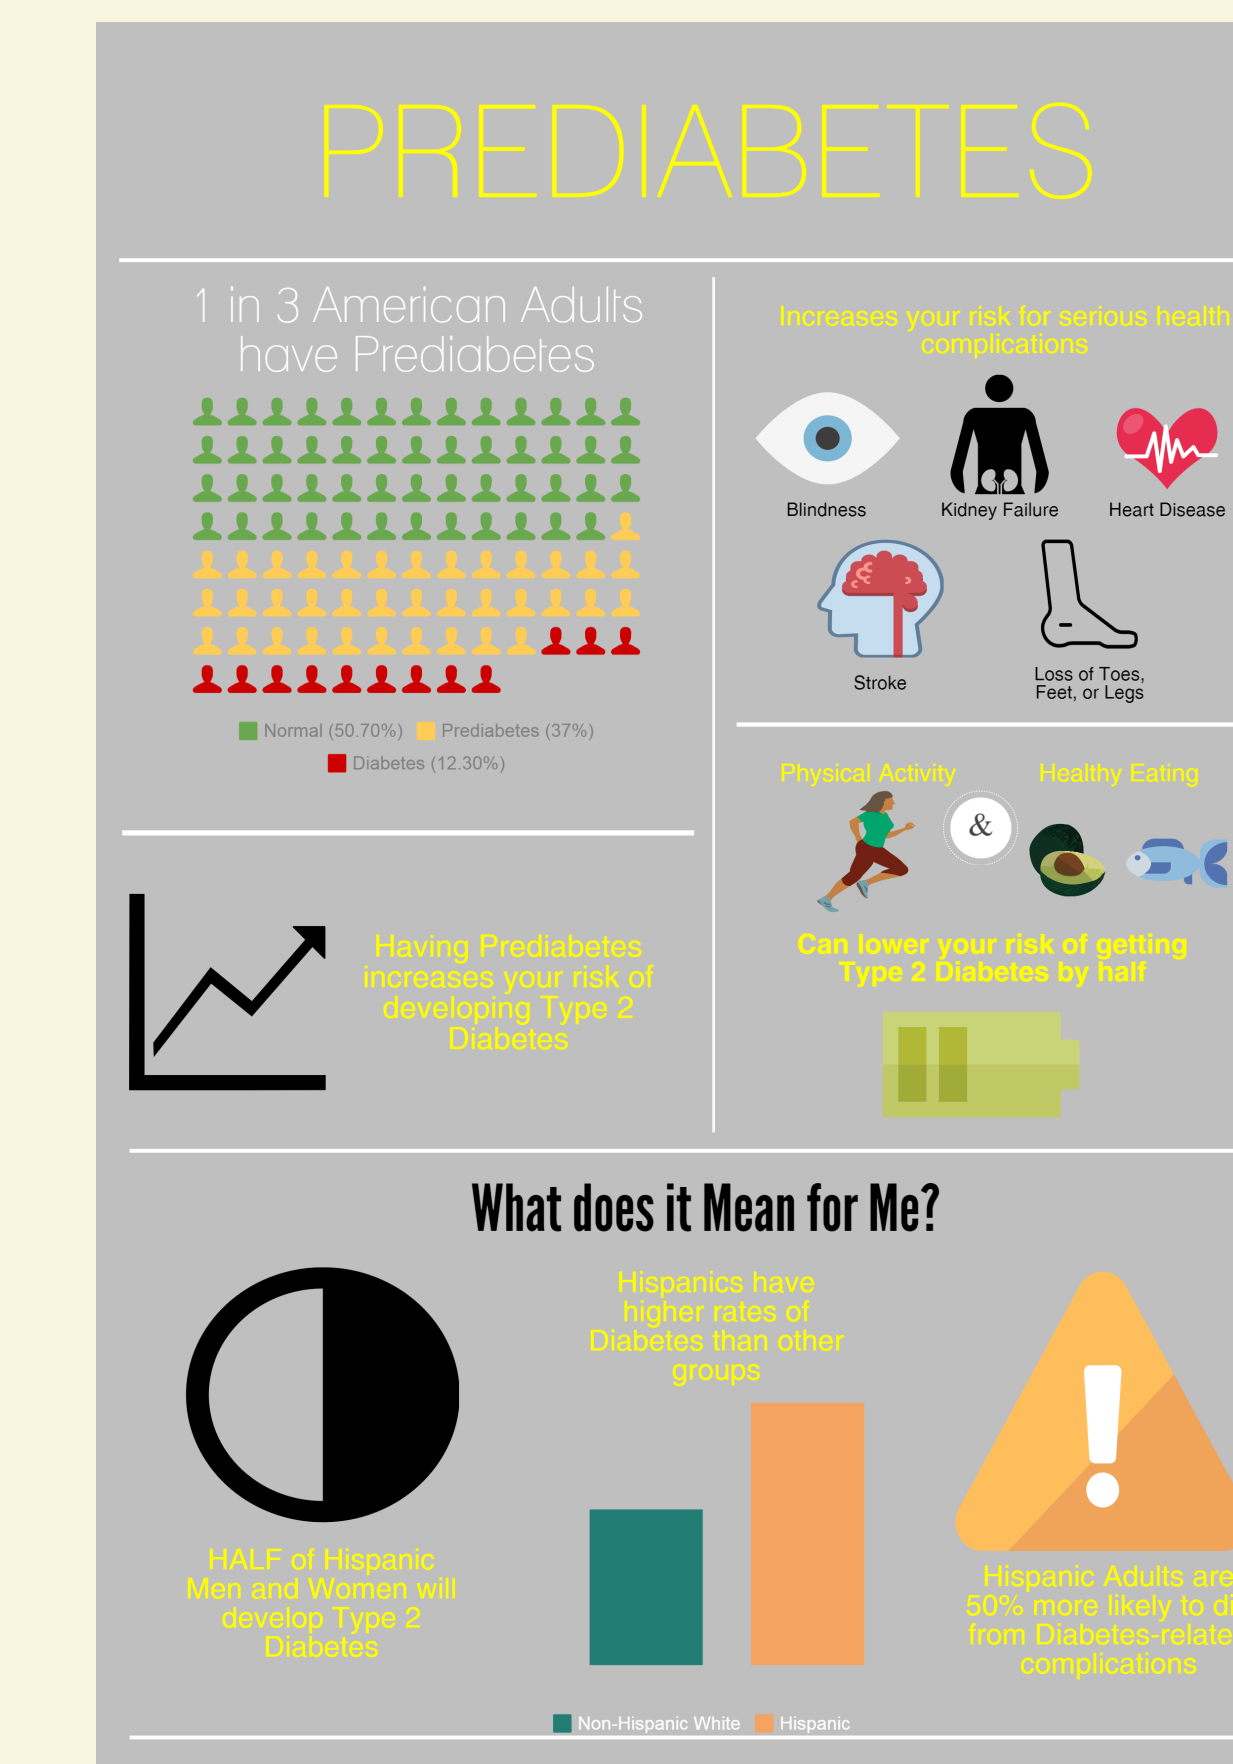 PREDIABETES
1 in 3 American Adults
have Prediabetes
Normal (50.70%) Prediabetes (37%)
Diabetes (12.30%)
Increases your risk for serious health
complications
Blindness
Kidney Failure
Heart Disease
Stroke
Loss of Toes,
Feet, or Legs
Having Prediabetes
increases your risk of
developing Type 2
Diabetes
Physical Activity
&
Healthy Eating
Can lower your risk of getting
Type 2 Diabetes by half
What does it Mean for Me?
HALF of Hispanic
Men and Women will
develop Type 2
Diabetes
Hispanics have
higher rates of
Diabetes than other
groups
Non-Hispanic White Hispanic
Hispanic Adults are
50% more likely to di
from Diabetes-relate
complications